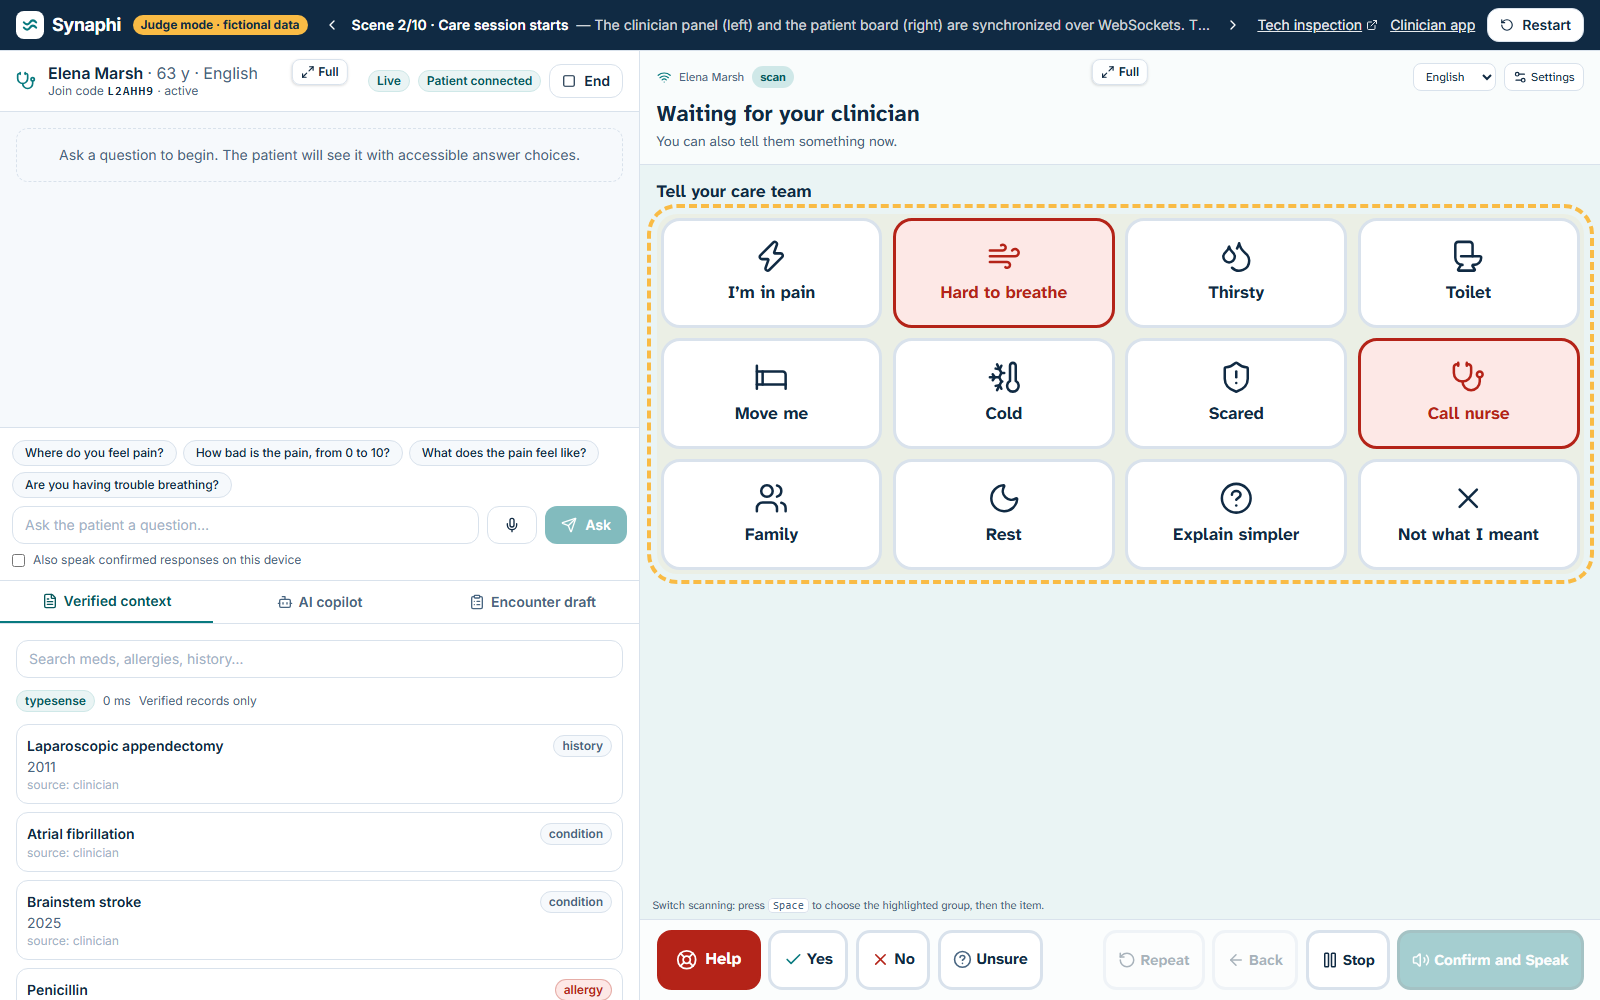 Synaphi
Judge mode · fictional data
Scene 2/10 · Care session starts — The clinician panel (left) and the patient board (right) are synchronized over WebSockets. T...
Tech inspection
Clinician app
Restart
Elena Marsh · 63 y · English
Join code L2AHH9 · active
Full
Live
Patient connected
End
Ask a question to begin. The patient will see it with accessible answer choices.
Where do you feel pain?
How bad is the pain, from 0 to 10?
What does the pain feel like?
Are you having trouble breathing?
Ask the patient a question...
Ask
Also speak confirmed responses on this device
Verified context
AI copilot
Encounter draft
Search meds, allergies, history...
typesense
0 ms
Verified records only
Laparoscopic appendectomy
history
2011
source: clinician
Atrial fibrillation
condition
source: clinician
Brainstem stroke
condition
2025
source: clinician
Penicillin
allergy
Elena Marsh
scan
Full
English
Settings
Waiting for your clinician
You can also tell them something now.
Tell your care team
I'm in pain
Hard to breathe
Thirsty
Toilet
Move me
Cold
Scared
Call nurse
Family
Rest
Explain simpler
Not what I meant
Switch scanning: press Space to choose the highlighted group, then the item.
Help
Yes
No
Unsure
Repeat
Back
Stop
Confirm and Speak